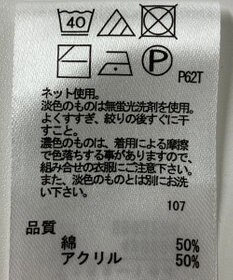 40
P
P62T
ネット使用。
淡色のものは無蛍光洗剤を使用。
よくすすぎ、絞りの後すぐに干
すこと。
濃色のものは、着用による摩擦
で色落ちする事がありますので、
組み合せの衣服にご注意下さい。
また、淡色のものとは別にお洗
い下さい。
107
品質
綿 50%
アクリル 50%